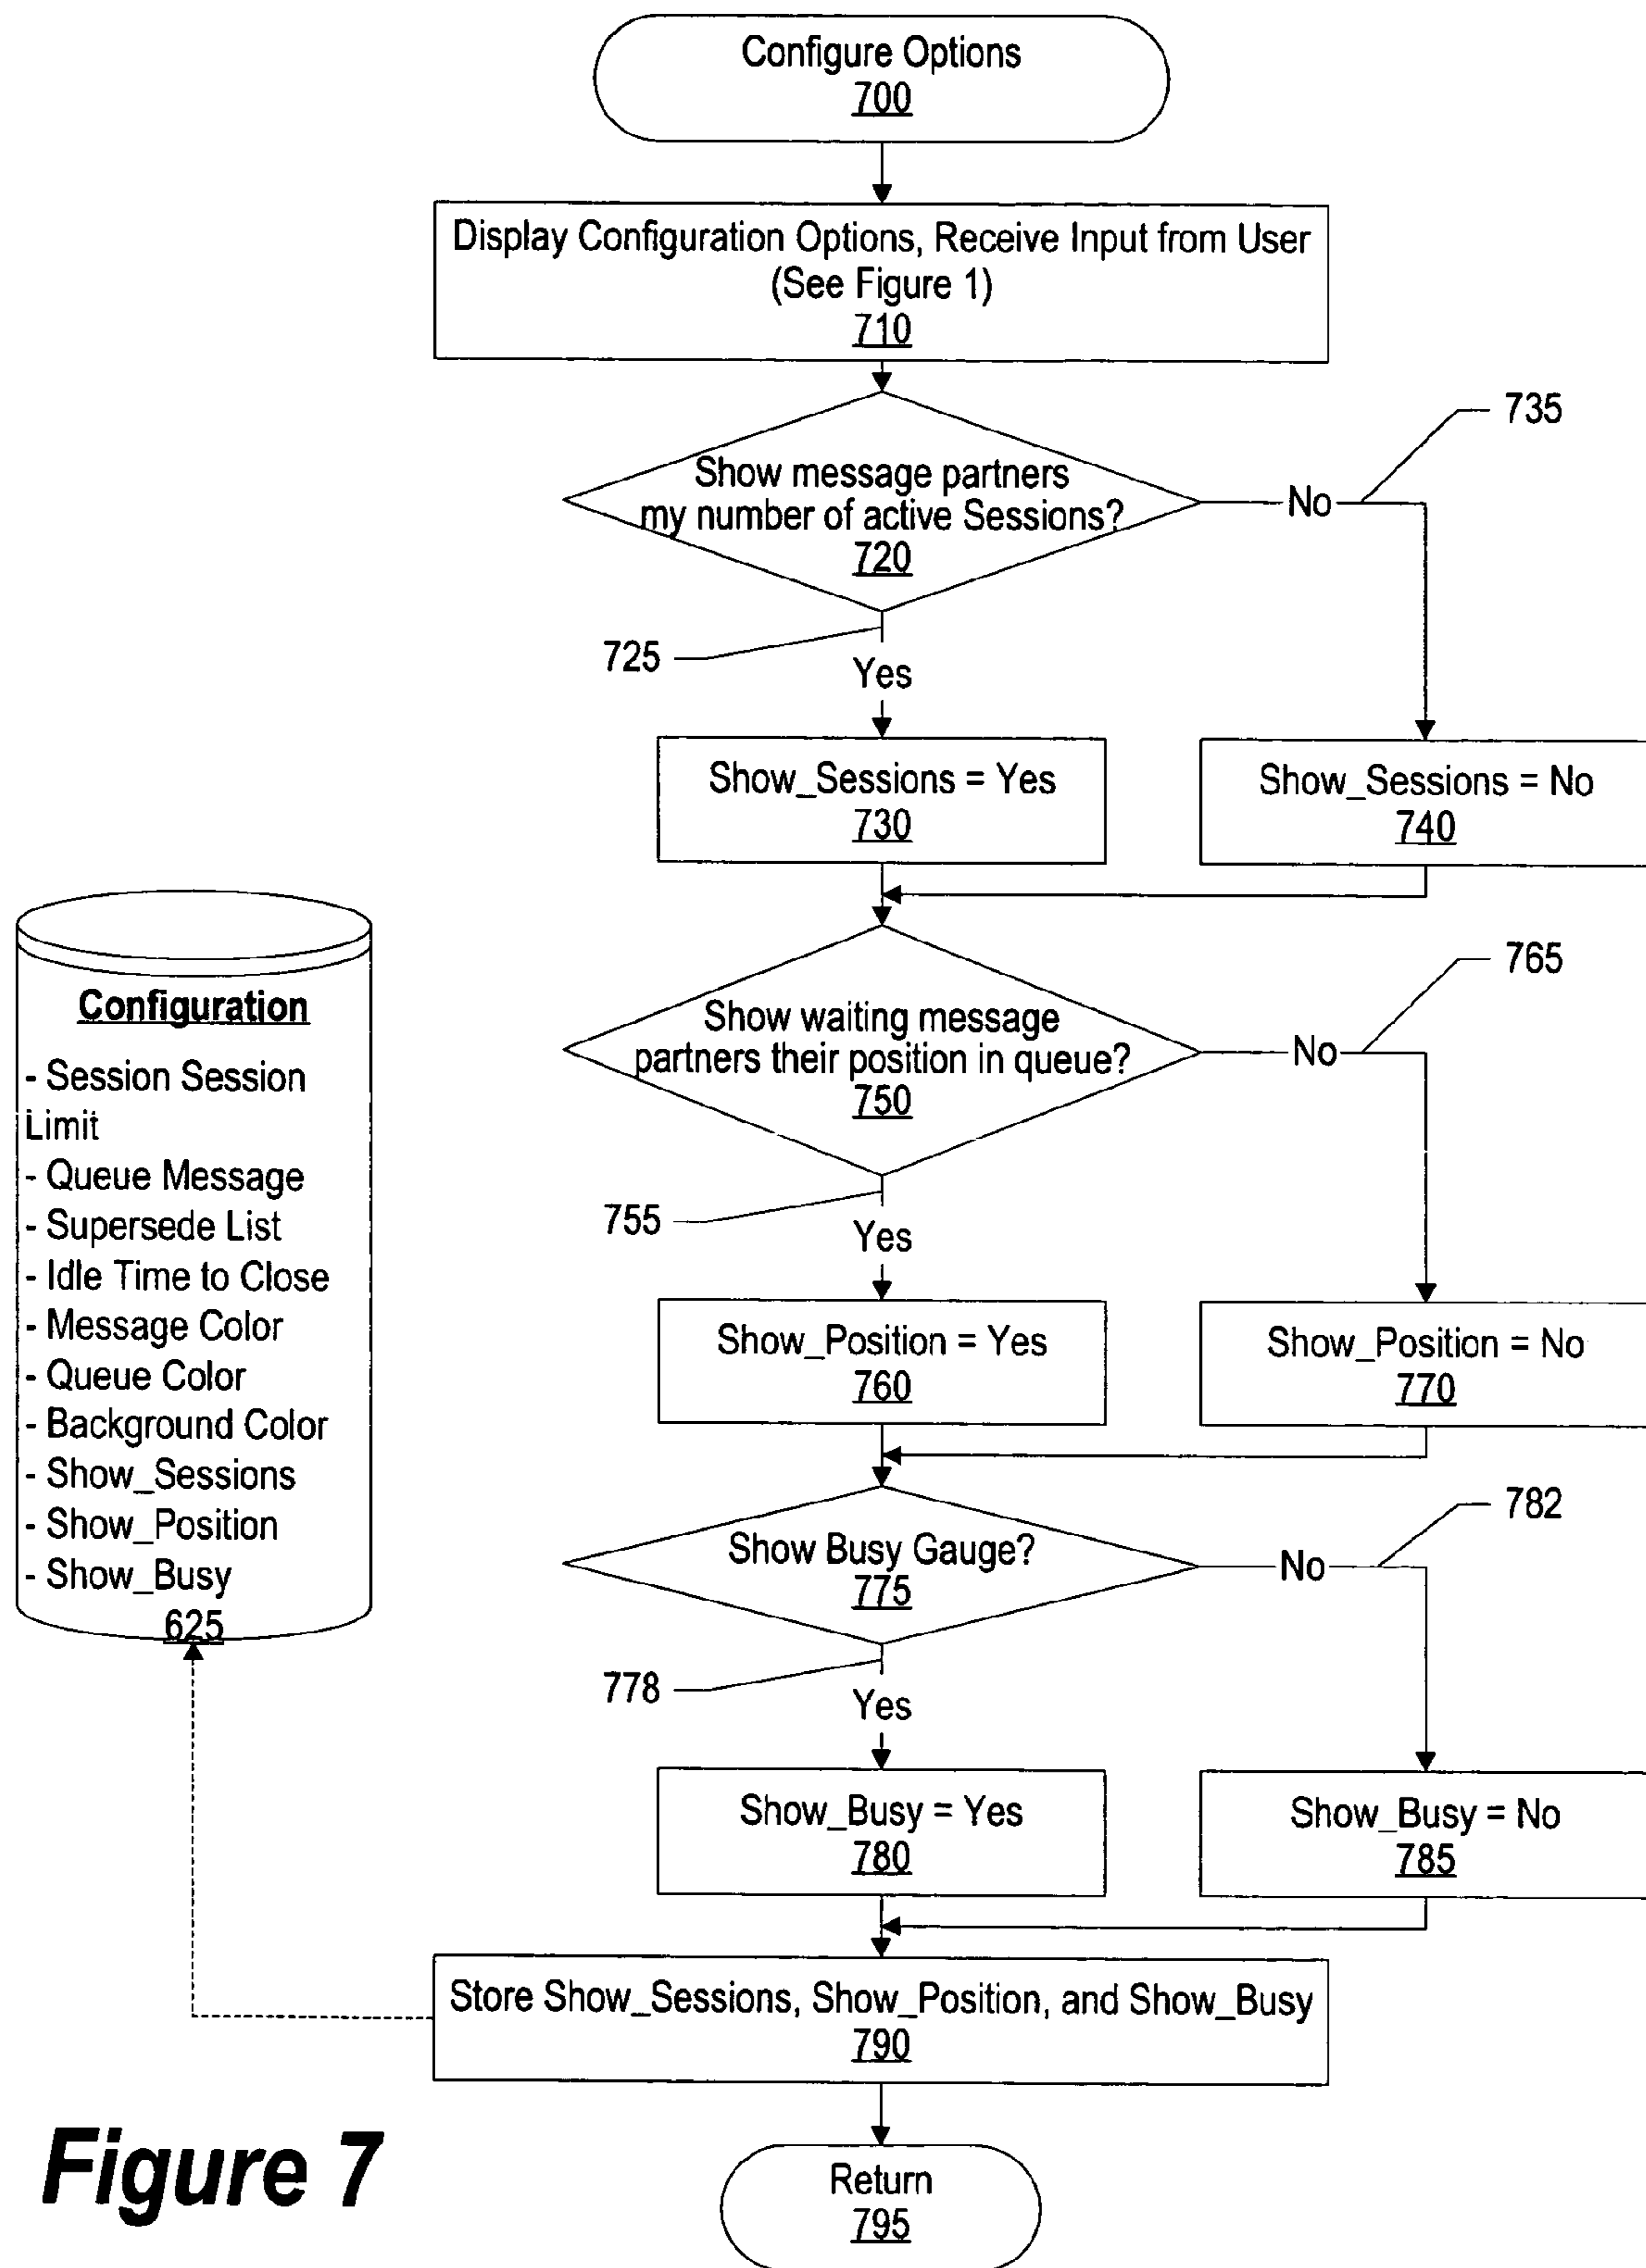 Configure Options
700
Display Configuration Options, Receive Input from User
(See Figure 1)
710
Show message partners
my number of active Sessions?
720
No
735
725
Yes
Show_Sessions = Yes
730
Show_Sessions = No
740
Configuration
- Session Session
Limit
- Queue Message
- Supersede List
- Idle Time to Close
- Message Color
- Queue Color
- Background Color
- Show_Sessions
- Show_Position
- Show_Busy
625
Show waiting message
partners their position in queue?
750
No
765
755
Yes
Show_Position = Yes
760
Show_Position = No
770
Show Busy Gauge?
775
No
782
778
Yes
Show_Busy = Yes
780
Show_Busy = No
785
Store Show_Sessions, Show_Position, and Show_Busy
790
Figure 7
Return
795